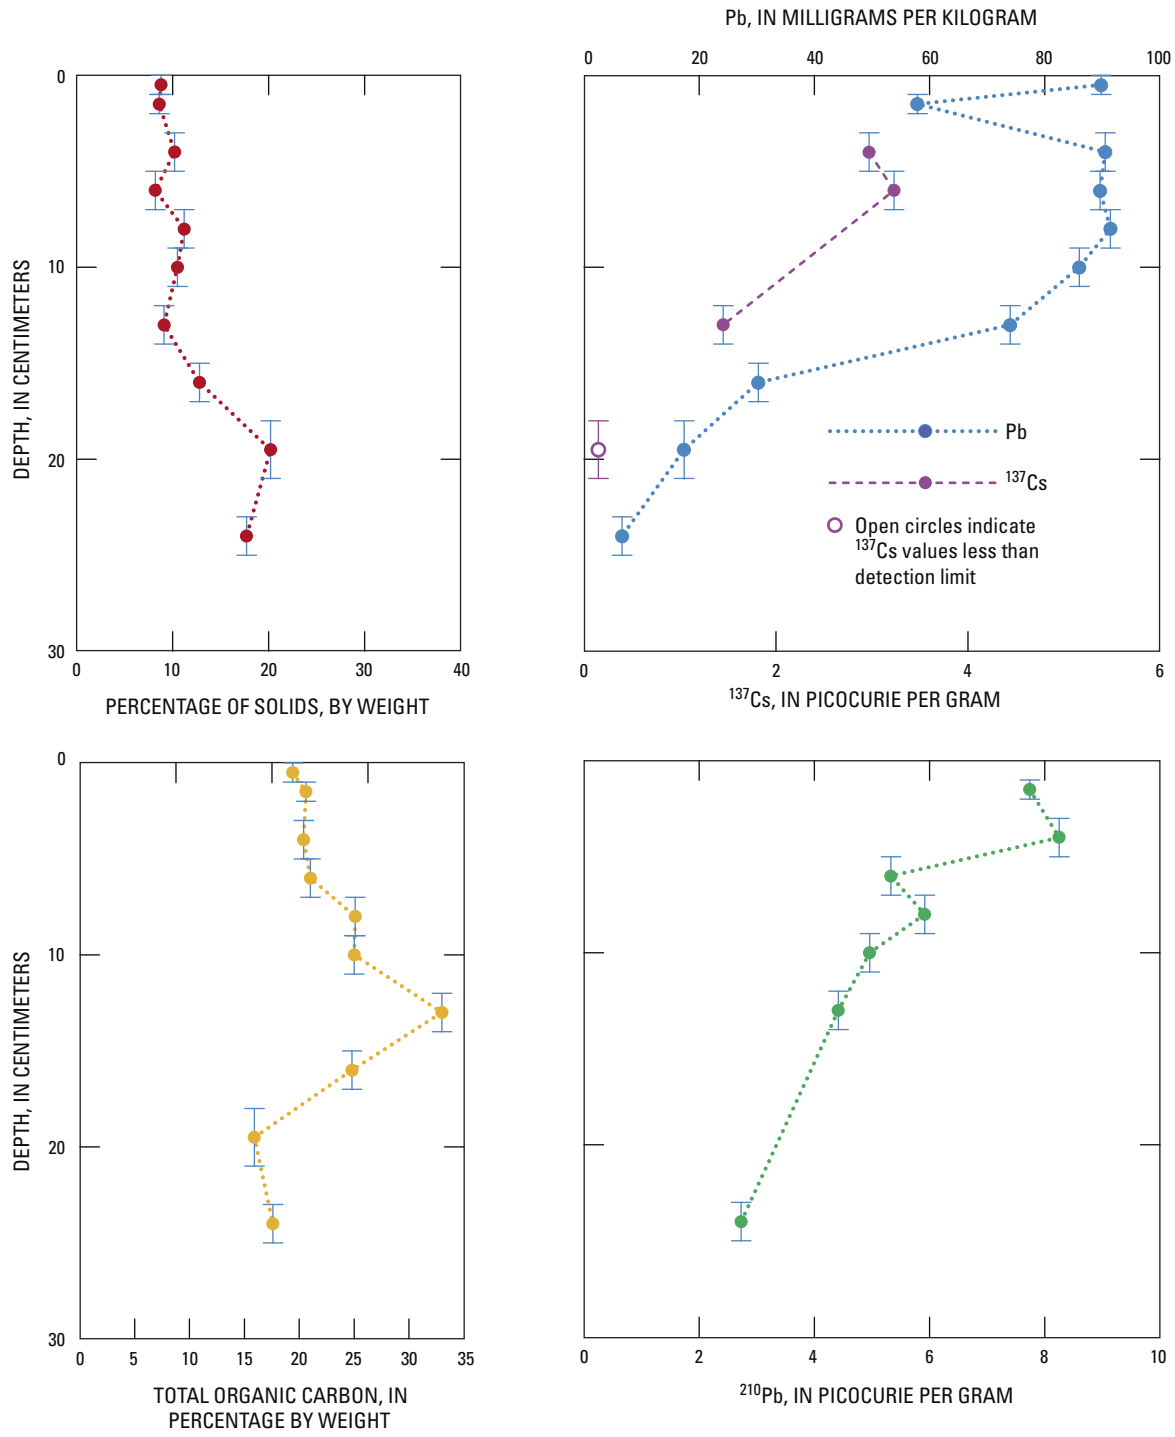 Pb, IN MILLIGRAMS PER KILOGRAM
0 20 40 60 80 100
0
10
20
30
DEPTH, IN CENTIMETERS
0 10 20 30 40
PERCENTAGE OF SOLIDS, BY WEIGHT
Pb
¹³⁷Cs
Open circles indicate
¹³⁷Cs values less than
detection limit
0 2 4 6
¹³⁷Cs, IN PICOCURIE PER GRAM
0
10
20
30
DEPTH, IN CENTIMETERS
0 5 10 15 20 25 30 35
TOTAL ORGANIC CARBON, IN
PERCENTAGE BY WEIGHT
0 2 4 6 8 10
²¹⁰Pb, IN PICOCURIE PER GRAM